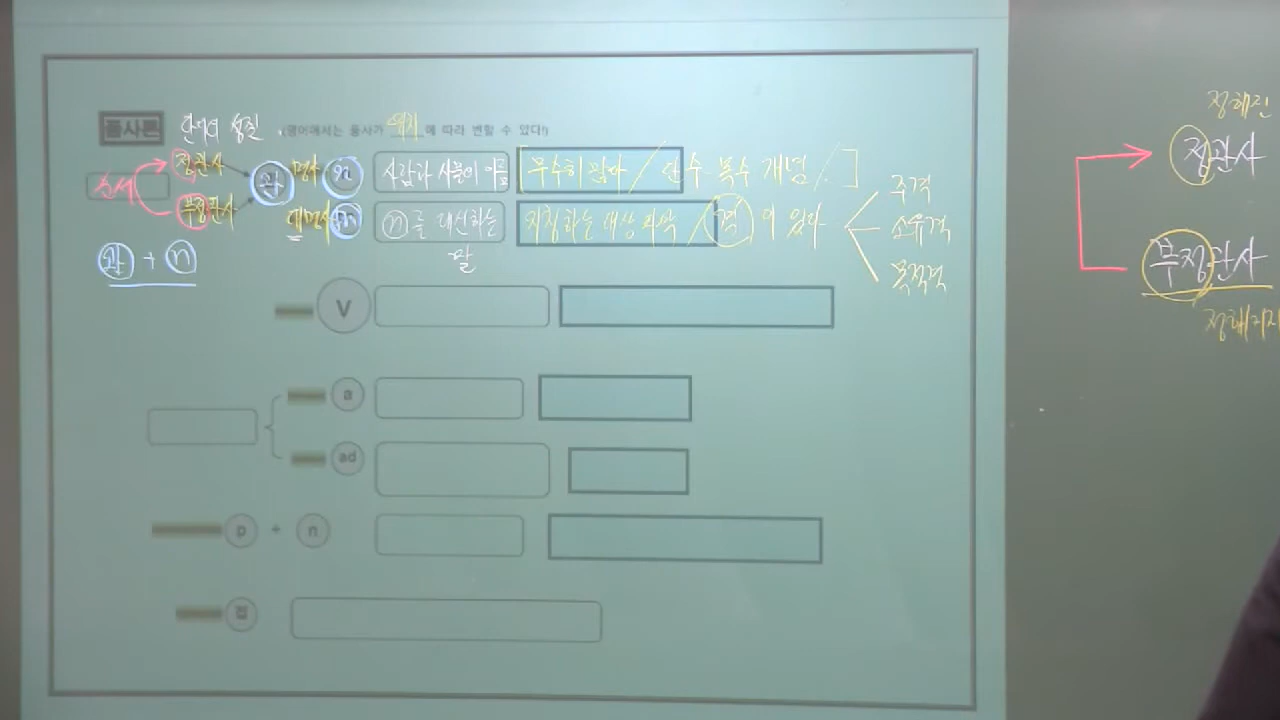 품사론 단어의 성질 (영어에서는 품사가 위치에 따라 변할 수 있다!)
정관사 관 명사 n 사람과 사물의 이름 [무수히 많다 / 단수 복수 개념 / ]
순서
부정관사 대명사 n을 대신하는 말 지칭하는 대상 파악 / 격이 있다
주격
소유격
목적격
관 + n
V
a
ad
p + n
접
정해진
정관사
부정관사